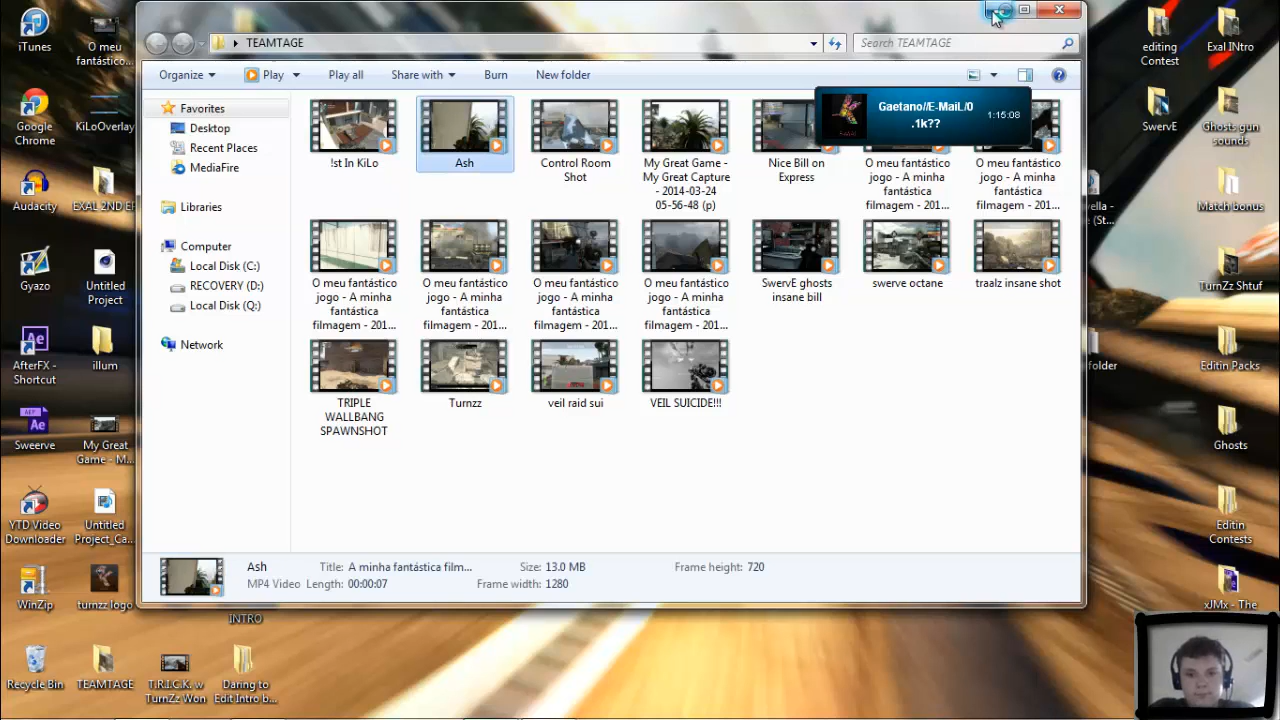 TEAMTAGE
Search TEAMTAGE
Organize
Play
Play all
Share with
Burn
New folder
Gaetano//E-MaiL/0
.1k??
1:15:08
Favorites
Desktop
Recent Places
MediaFire
Libraries
Computer
Local Disk (C:)
RECOVERY (D:)
Local Disk (Q:)
Network
!st In KiLo
Ash
Control Room
Shot
My Great Game -
My Great Capture
- 2014-03-24
05-56-48 (p)
Nice Bill on
Express
O meu fantástico
jogo - A minha
fantástica
filmagem - 201...
O meu fantástico
jogo - A minha
fantástica
filmagem - 201...
O meu fantástico
jogo - A minha
fantástica
filmagem - 201...
O meu fantástico
jogo - A minha
fantástica
filmagem - 201...
O meu fantástico
jogo - A minha
fantástica
filmagem - 201...
O meu fantástico
jogo - A minha
fantástica
filmagem - 201...
SwervE ghosts
insane bill
swerve octane
traalz insane shot
TRIPLE
WALLBANG
SPAWNSHOT
Turnzz
veil raid sui
VEIL SUICIDE!!!
Ash
MP4 Video
Title: A minha fantástica film...
Length: 00:00:07
Size: 13.0 MB
Frame width: 1280
Frame height: 720
iTunes
O meu
fantástico...
Google
Chrome
KiLoOverlay
Audacity
EXAL 2ND EP
Gyazo
Untitled
Project
AfterFX -
Shortcut
illum
Sweerve
My Great
Game - M...
YTD Video
Downloader
Untitled
Project_Ca...
WinZip
turnzz logo
INTRO
Recycle Bin
TEAMTAGE
T.R.I.C.K. w
TurnZz Won
Daring to
Edit Intro b...
editing
Contest
Exal INtro
SwervE
Ghosts gun
sounds
Match bonus
TurnZz Shtuf
folder
Editin Packs
Ghosts
Editin
Contests
xJMx - The